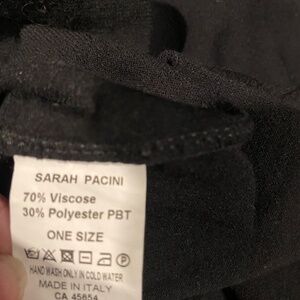 SARAH PACINI
70% Viscose
30% Polyester PBT
ONE SIZE
HAND WASH ONLY IN COLD WATER
MADE IN ITALY
CA 45654